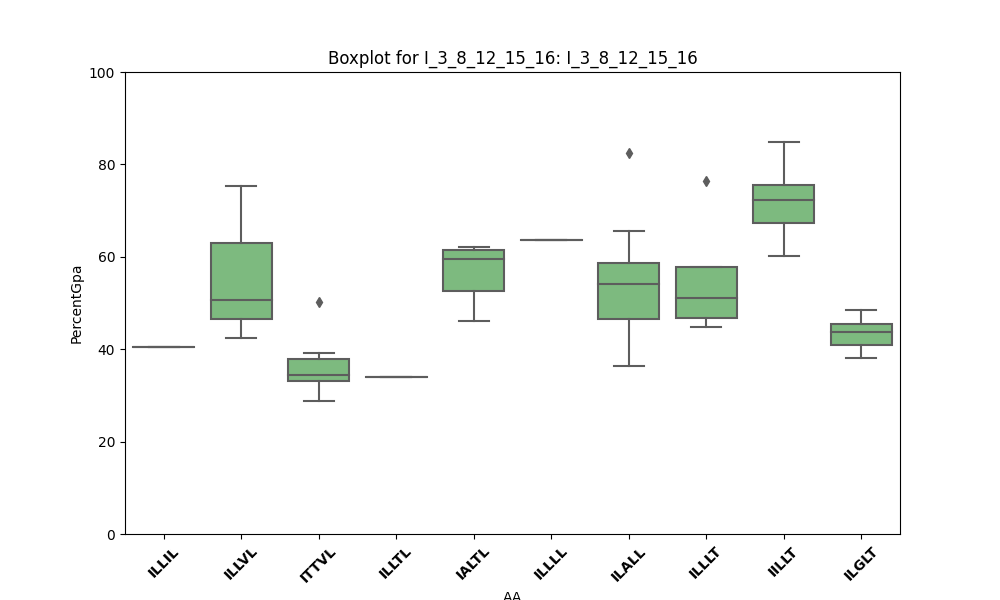 Boxplot for I_3_8_12_15_16: I_3_8_12_15_16
100
80
60
40
20
0
PercentGpa
ILLIL
ILLVL
ITTVL
ILLTL
IALTL
ILLLL
ILALL
ILLLT
IILLT
ILGLT
AA